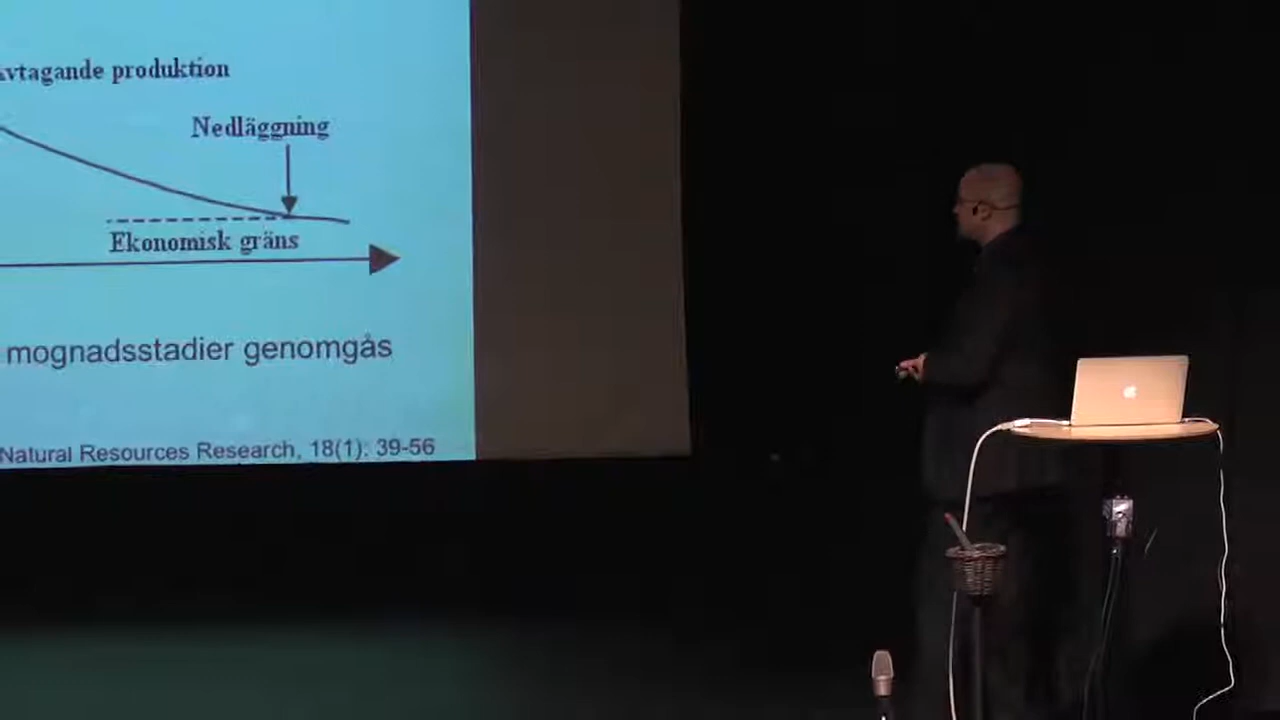 Avtagande produktion
Nedläggning
Ekonomisk gräns
mognadsstadier genomgås
Natural Resources Research, 18(1): 39-56